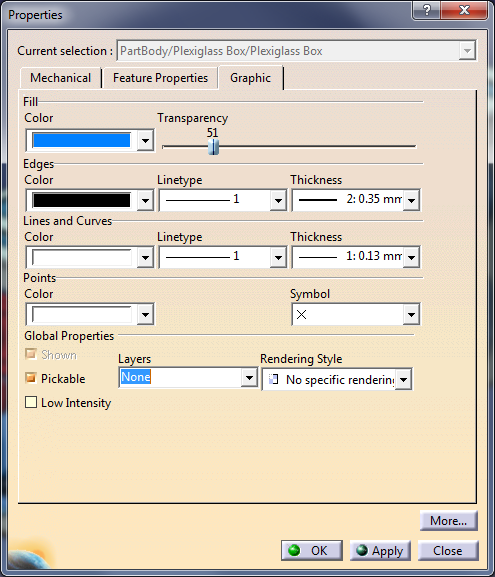 Properties
?
Current selection : PartBody/Plexiglass Box/Plexiglass Box
Mechanical Feature Properties Graphic
Fill
Color Transparency
51
Edges
Color Linetype Thickness
1 2: 0.35 mm
Lines and Curves
Color Linetype Thickness
1 1: 0.13 mm
Points
Color Symbol
Global Properties
Shown Layers Rendering Style
Pickable None No specific rendering
Low Intensity
More...
OK Apply Close